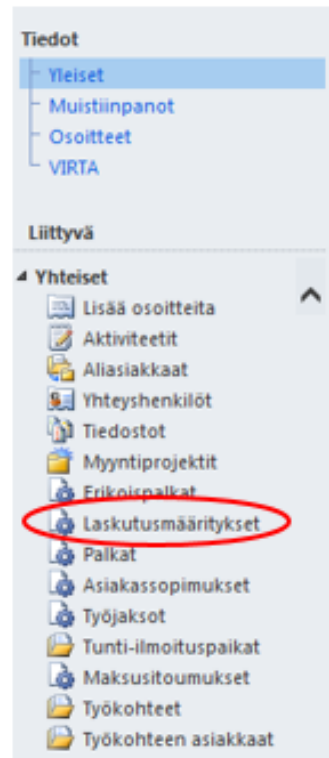 Tiedot
Yleiset
Muistiinpanot
Osoitteet
VIRTA
Liittyvä
Yhteiset
Lisää osoitteita
Aktiviteetit
Aliasiakkaat
Yhteyshenkilöt
Tiedostot
Myyntiprojektit
Erikoispalkat
Laskutusmääritykset
Palkat
Asiakassopimukset
Työjaksot
Tunti-ilmoituspaikat
Maksusitoumukset
Työkohteet
Työkohteen asiakkaat